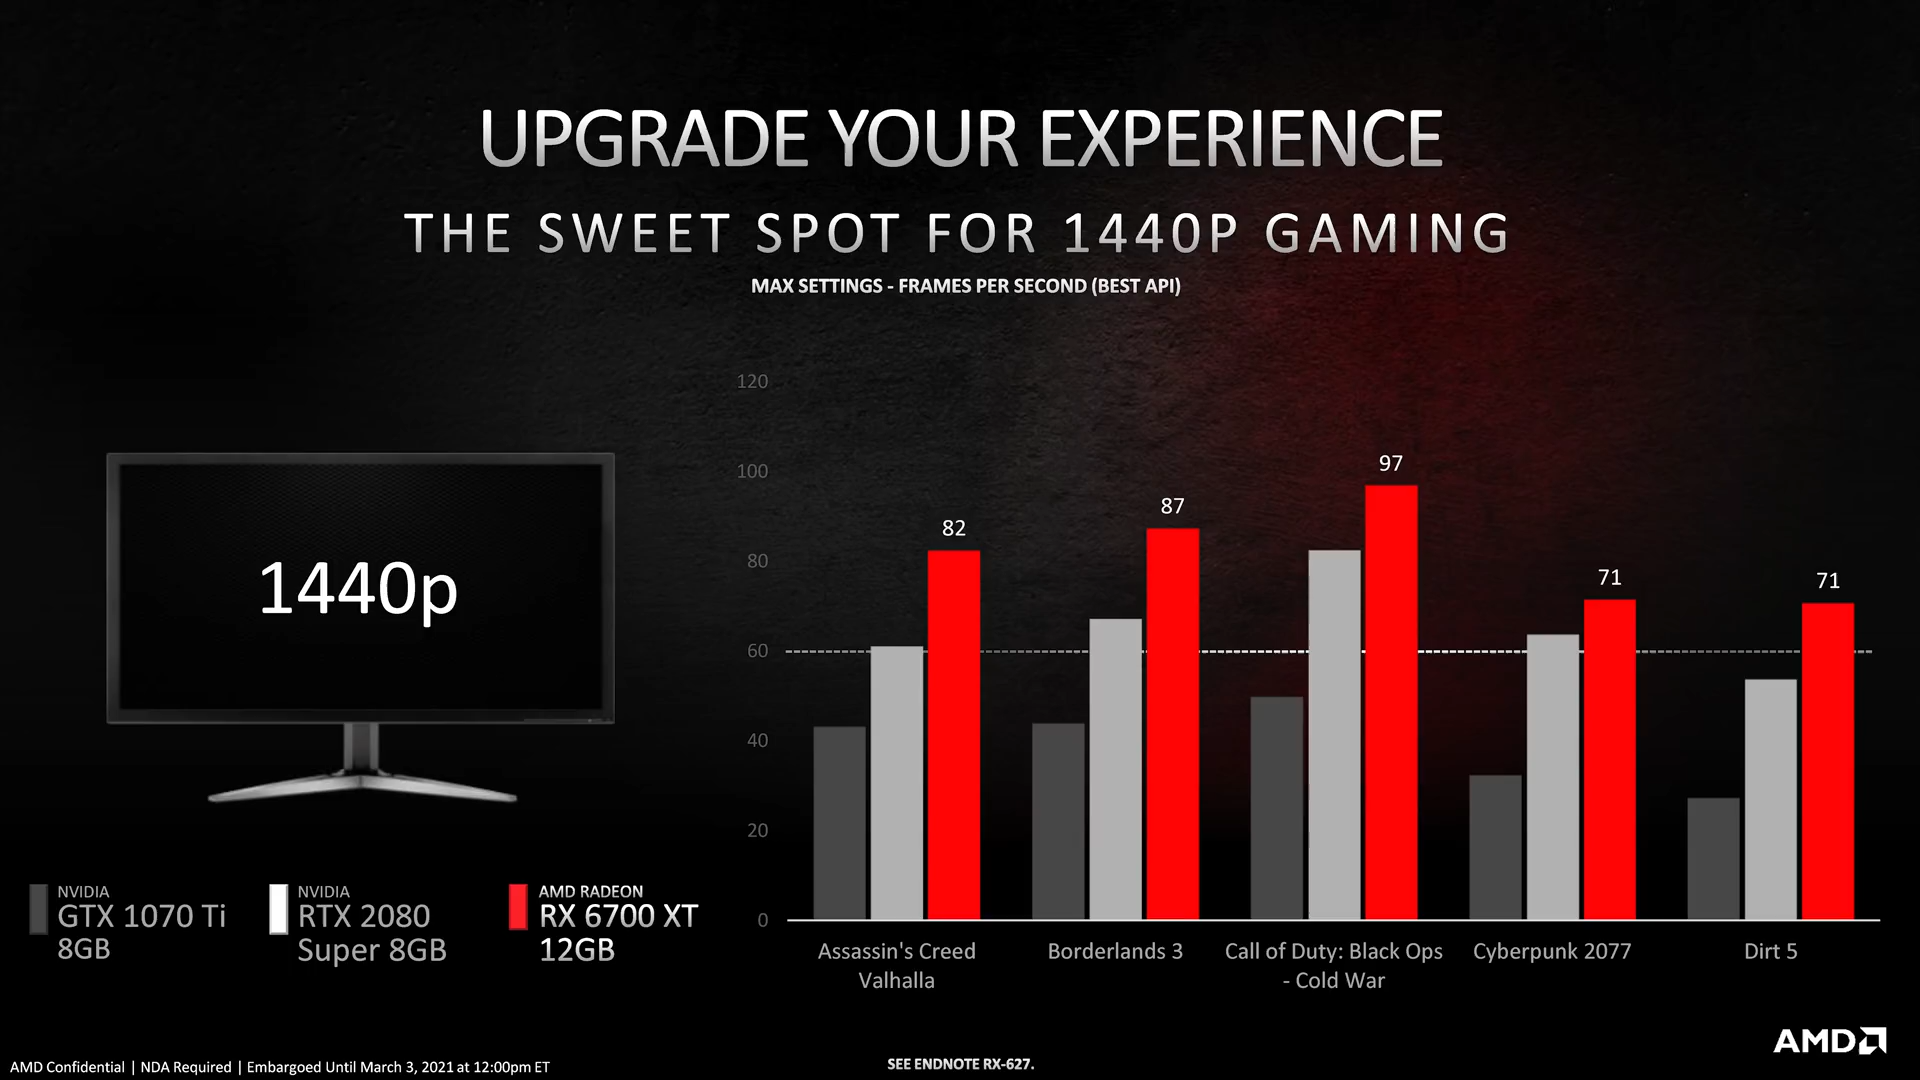 UPGRADE YOUR EXPERIENCE
THE SWEET SPOT FOR 1440P GAMING
MAX SETTINGS - FRAMES PER SECOND (BEST API)
1440p
NVIDIA
GTX 1070 Ti
8GB
NVIDIA
RTX 2080
Super 8GB
AMD RADEON
RX 6700 XT
12GB
120
100
80
60
40
20
0
82
87
97
71
71
Assassin's Creed
Valhalla
Borderlands 3
Call of Duty: Black Ops
- Cold War
Cyberpunk 2077
Dirt 5
AMD
AMD Confidential | NDA Required | Embargoed Until March 3, 2021 at 12:00pm ET
SEE ENDNOTE RX-627.